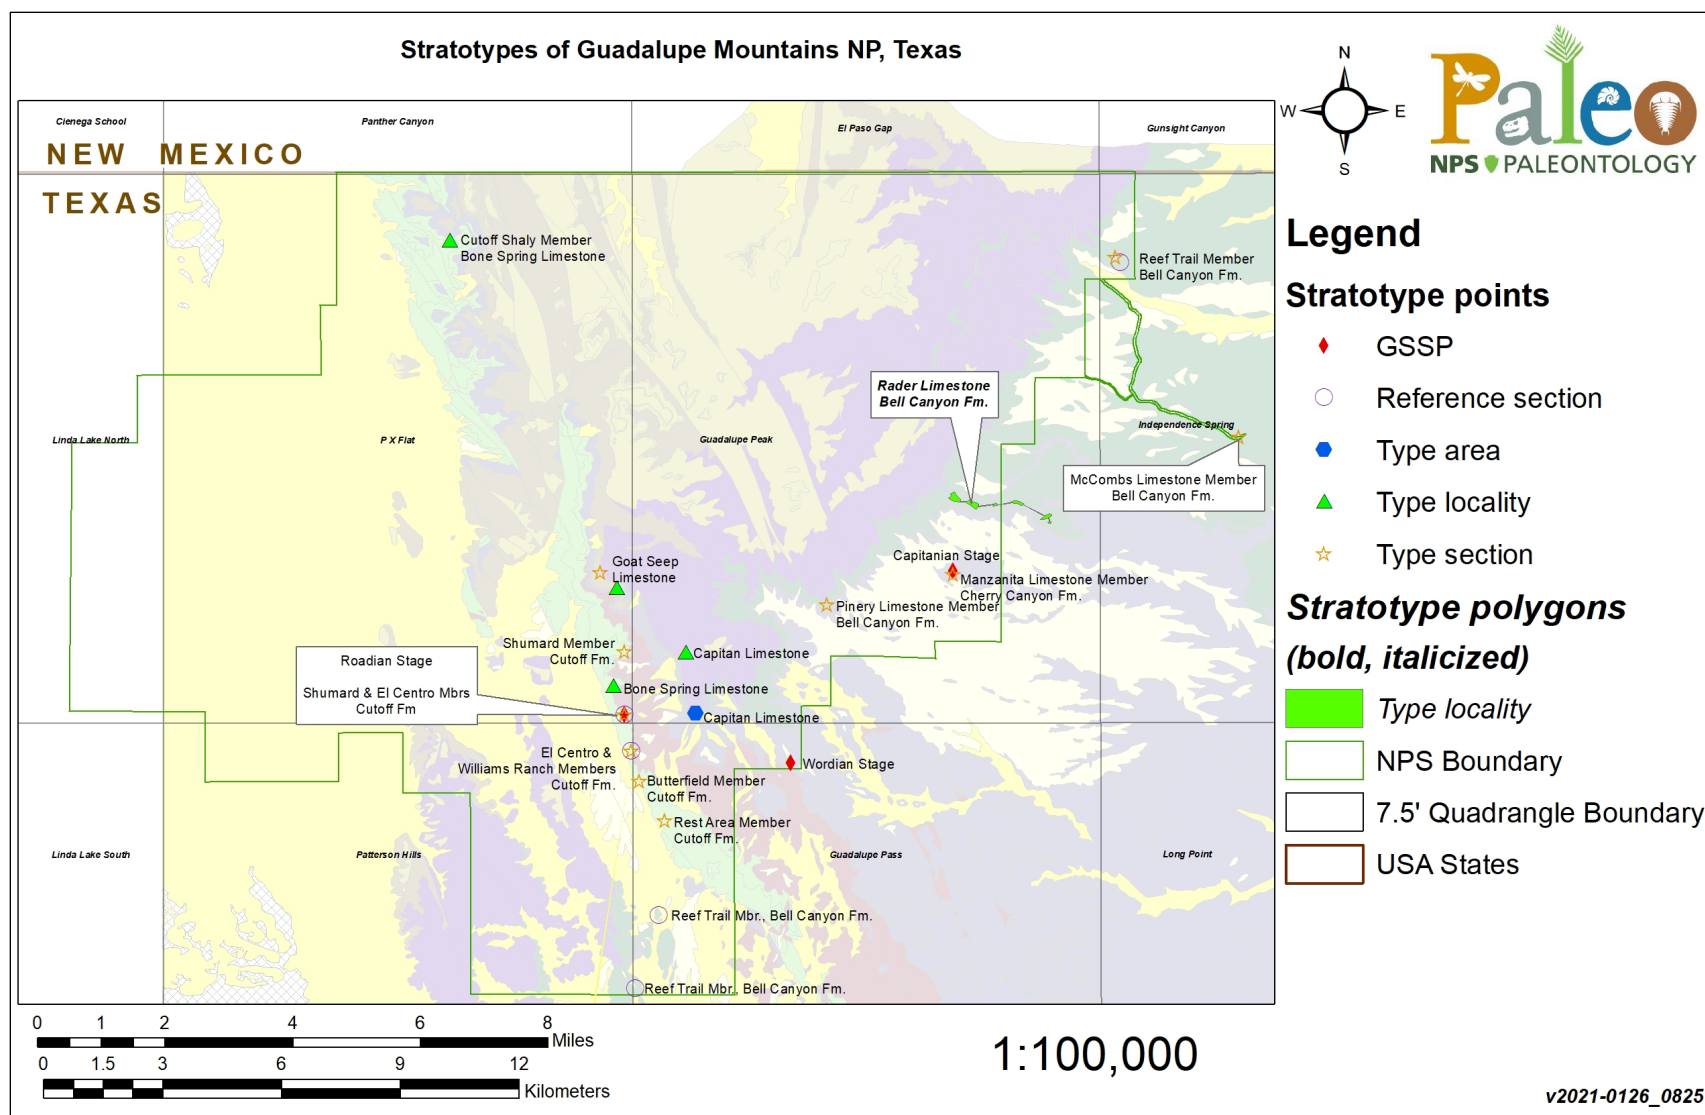 Stratotypes of Guadalupe Mountains NP, Texas
N
W
E
S
Paleo
NPS PALEONTOLOGY
Cienega School
Panther Canyon
El Paso Gap
Gunsight Canyon
NEW MEXICO
TEXAS
Cutoff Shaly Member
Bone Spring Limestone
Reef Trail Member
Bell Canyon Fm.
Rader Limestone
Bell Canyon Fm.
Linda Lake North
P X Flat
Guadalupe Peak
Independence Spring
McCombs Limestone Member
Bell Canyon Fm.
Goat Seep
Limestone
Capitanian Stage
Manzanita Limestone Member
Cherry Canyon Fm.
Pinery Limestone Member
Bell Canyon Fm.
Shumard Member
Cutoff Fm.
Capitan Limestone
Roadian Stage
Shumard & El Centro Mbrs
Cutoff Fm
Bone Spring Limestone
Capitan Limestone
El Centro &
Williams Ranch Members
Cutoff Fm.
Wordian Stage
Butterfield Member
Cutoff Fm.
Rest Area Member
Cutoff Fm.
Linda Lake South
Patterson Hills
Guadalupe Pass
Long Point
Reef Trail Mbr., Bell Canyon Fm.
Reef Trail Mbr., Bell Canyon Fm.
Legend
Stratotype points
GSSP
Reference section
Type area
Type locality
Type section
Stratotype polygons
(bold, italicized)
Type locality
NPS Boundary
7.5' Quadrangle Boundary
USA States
0 1 2 4 6 8
Miles
0 1.5 3 6 9 12
Kilometers
1:100,000
v2021-0126_0825